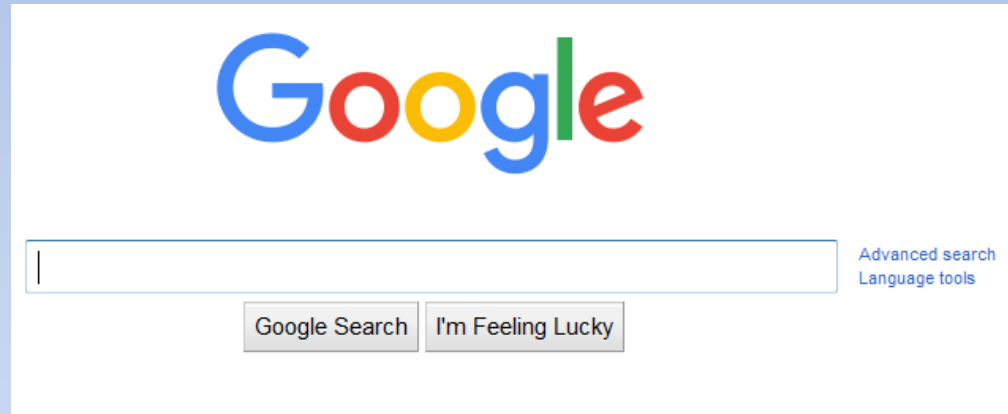 Google
Advanced search
Language tools
Google Search
I'm Feeling Lucky